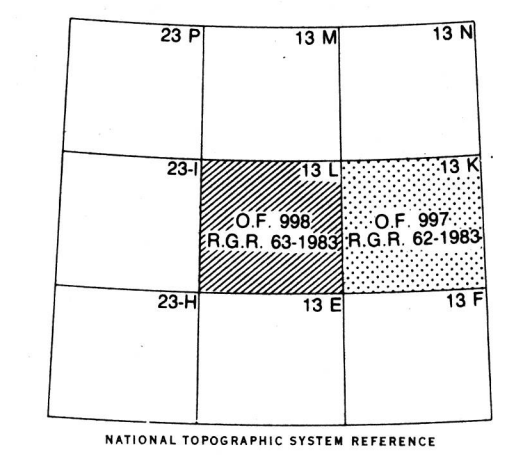 23 P
13 M
13 N
23-I
13 L
13 K
O.F. 998
R.G.R. 63-1983
O.F. 997
R.G.R. 62-1983
23-H
13 E
13 F
NATIONAL TOPOGRAPHIC SYSTEM REFERENCE